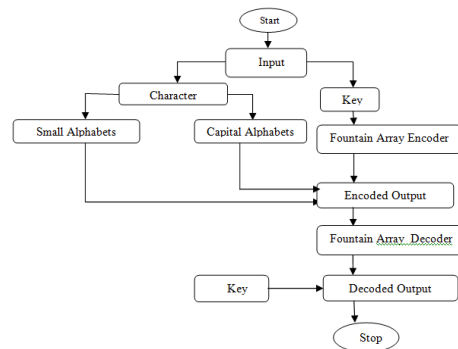 Start
Input
Character
Key
Small Alphabets
Capital Alphabets
Fountain Array Encoder
Encoded Output
Fountain Array Decoder
Key
Decoded Output
Stop